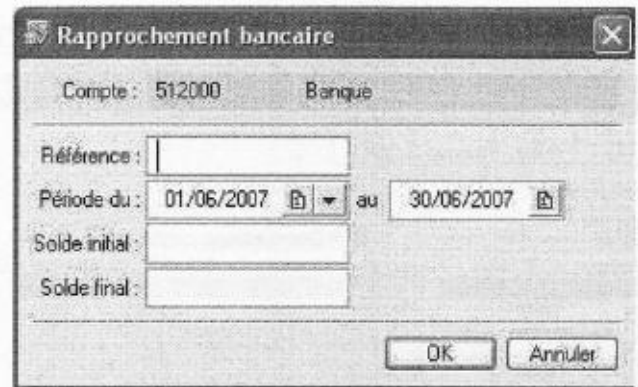 Rapprochement bancaire
Compte : 512000 Banque
Référence :
Période du : 01/06/2007 au 30/06/2007
Solde initial :
Solde final :
OK Annuler